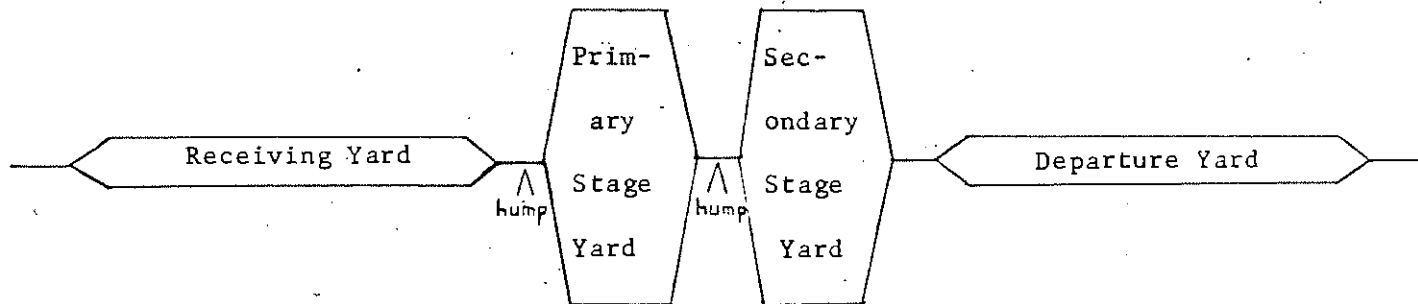 Receiving Yard
hump
Prim-
ary
Stage
Yard
hump
Sec-
ondary
Stage
Yard
Departure Yard